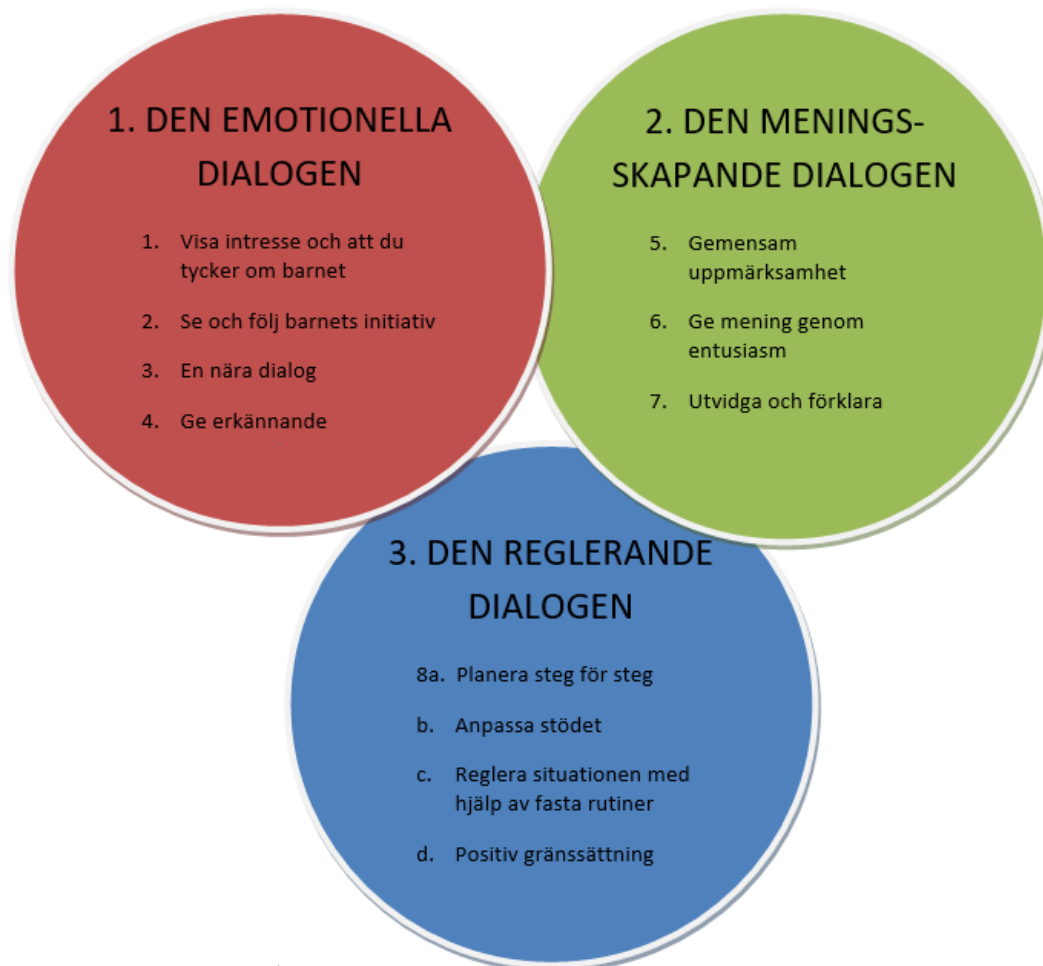 1. DEN EMOTIONELLA
DIALOGEN
1. Visa intresse och att du
tycker om barnet
2. Se och följ barnets initiativ
3. En nära dialog
4. Ge erkännande
2. DEN MENINGS-
SKAPANDE DIALOGEN
5. Gemensam
uppmärksamhet
6. Ge mening genom
entusiasm
7. Utvidga och förklara
3. DEN REGLERANDE
DIALOGEN
8a. Planera steg för steg
b. Anpassa stödet
c. Reglera situationen med
hjälp av fasta rutiner
d. Positiv gränssättning